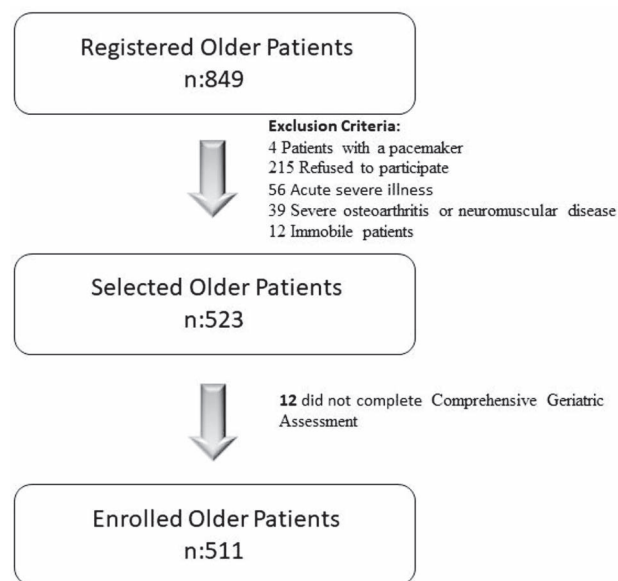 Registered Older Patients
n:849
Exclusion Criteria:
4 Patients with a pacemaker
215 Refused to participate
56 Acute severe illness
39 Severe osteoarthritis or neuromuscular disease
12 Immobile patients
Selected Older Patients
n:523
12 did not complete Comprehensive Geriatric
Assessment
Enrolled Older Patients
n:511